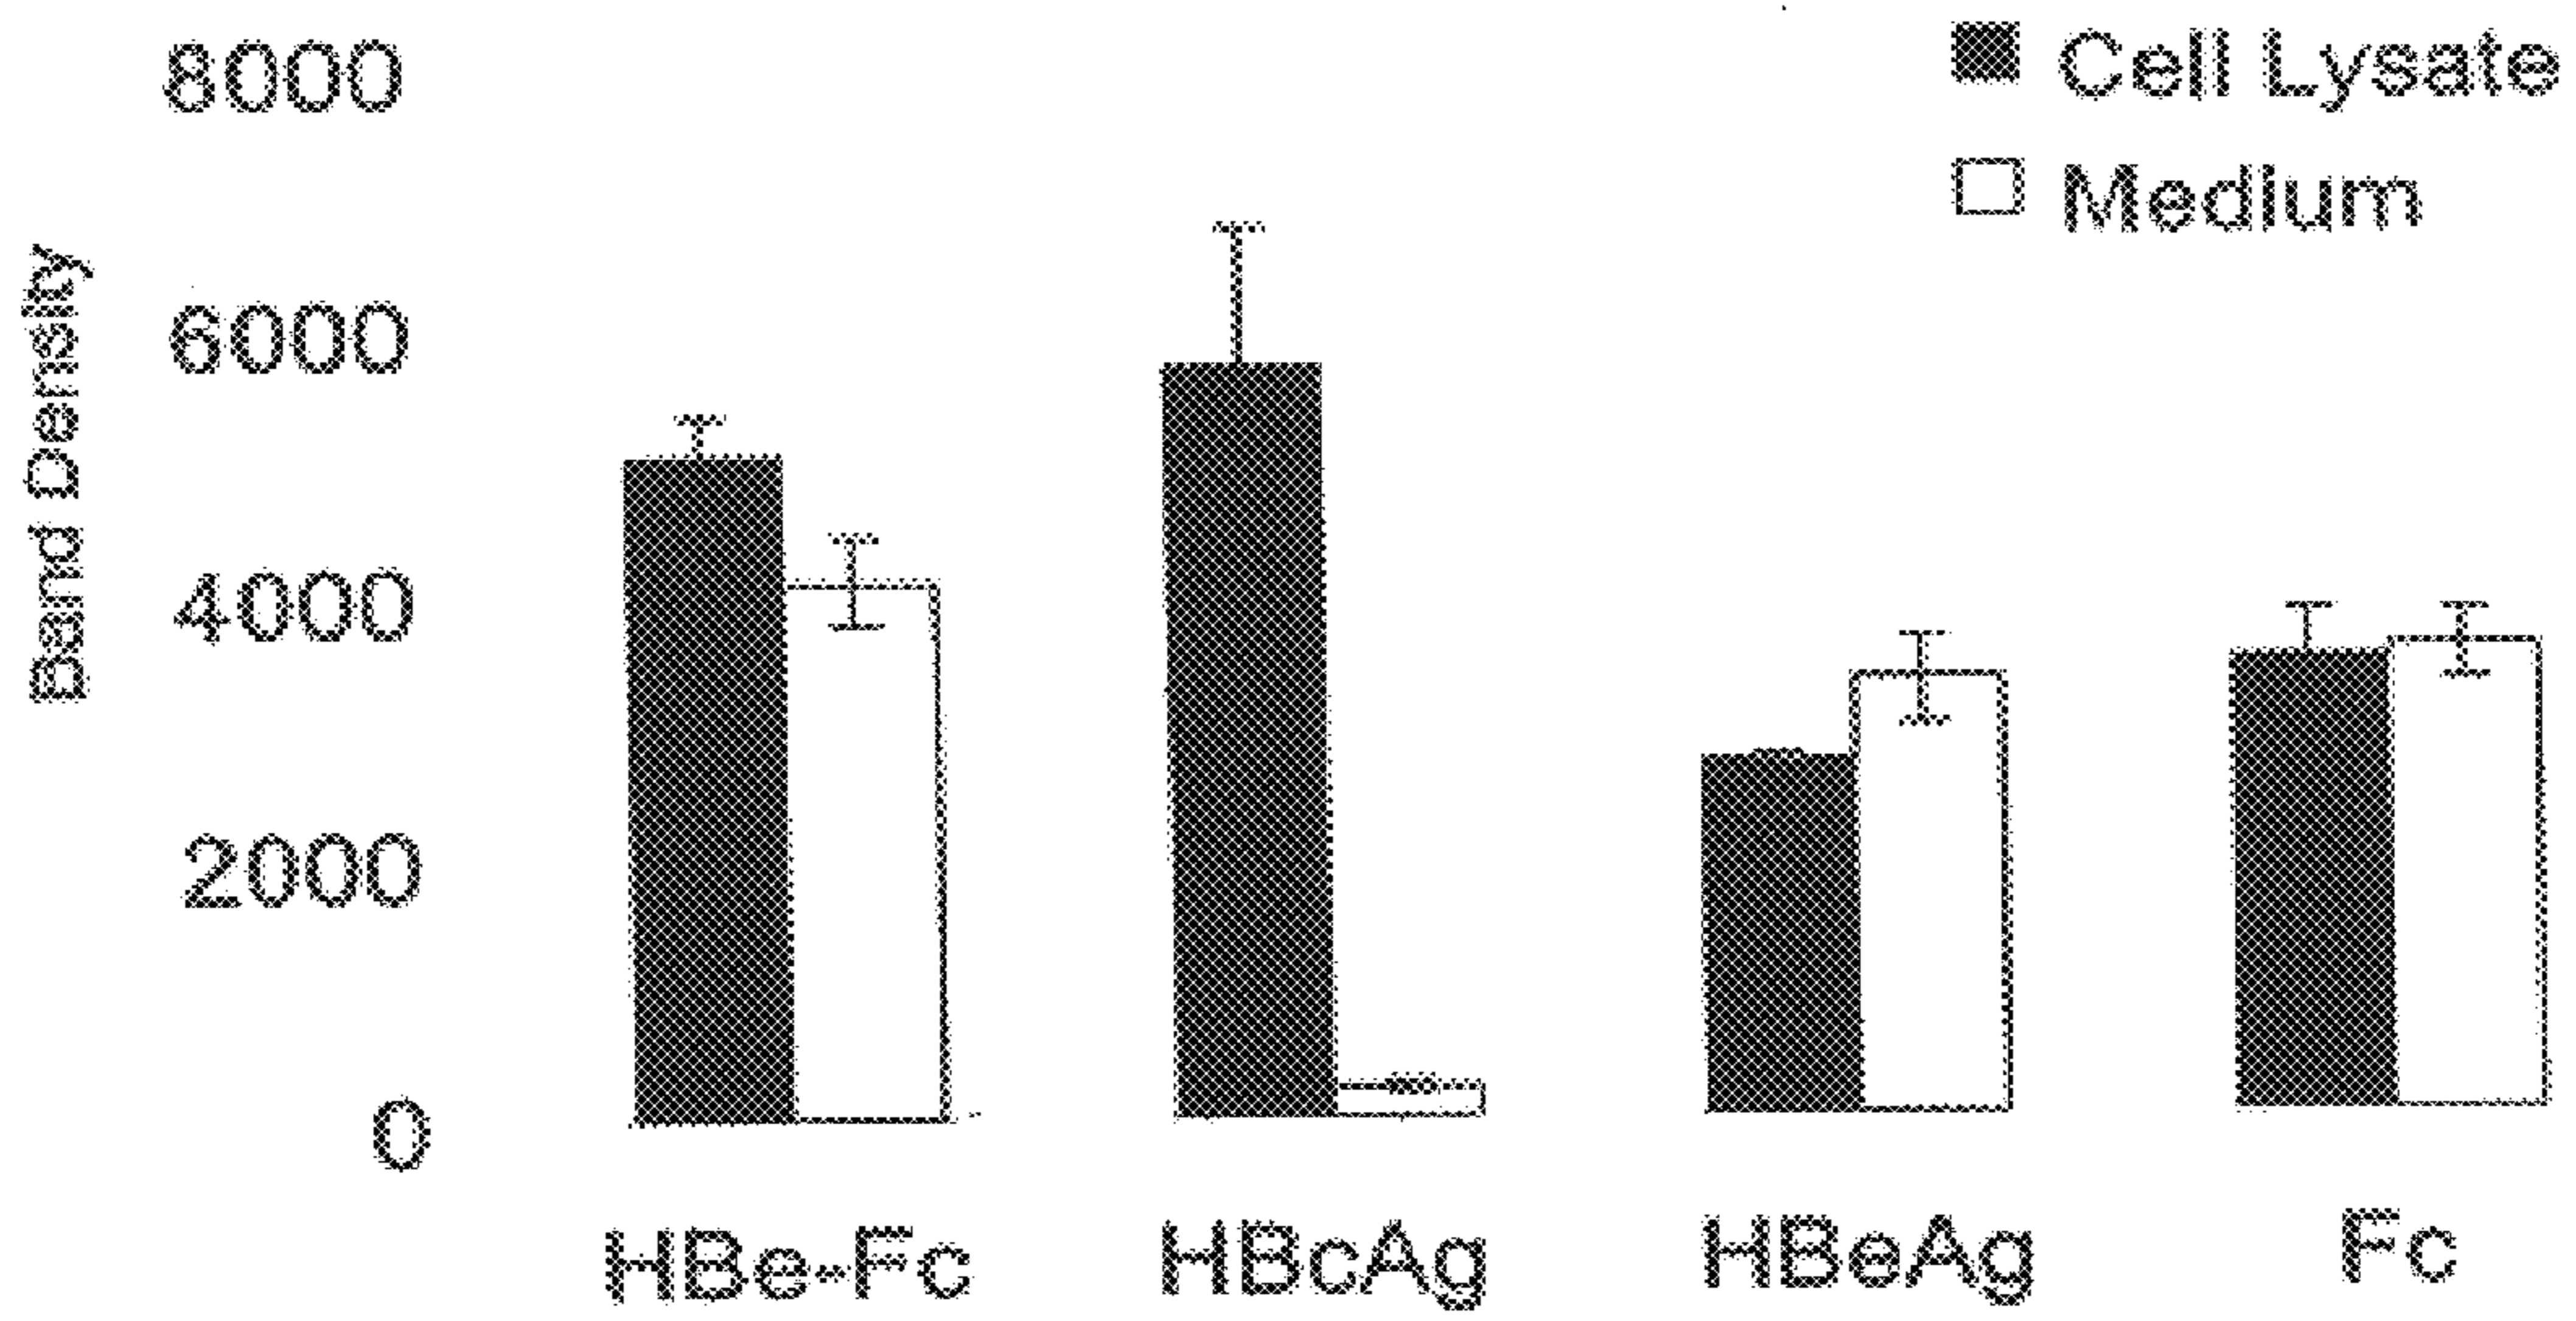 8000
6000
4000
2000
0
Band Density
Cell Lysate
Medium
HBe-Fc
HBcAg
HBeAg
Fc